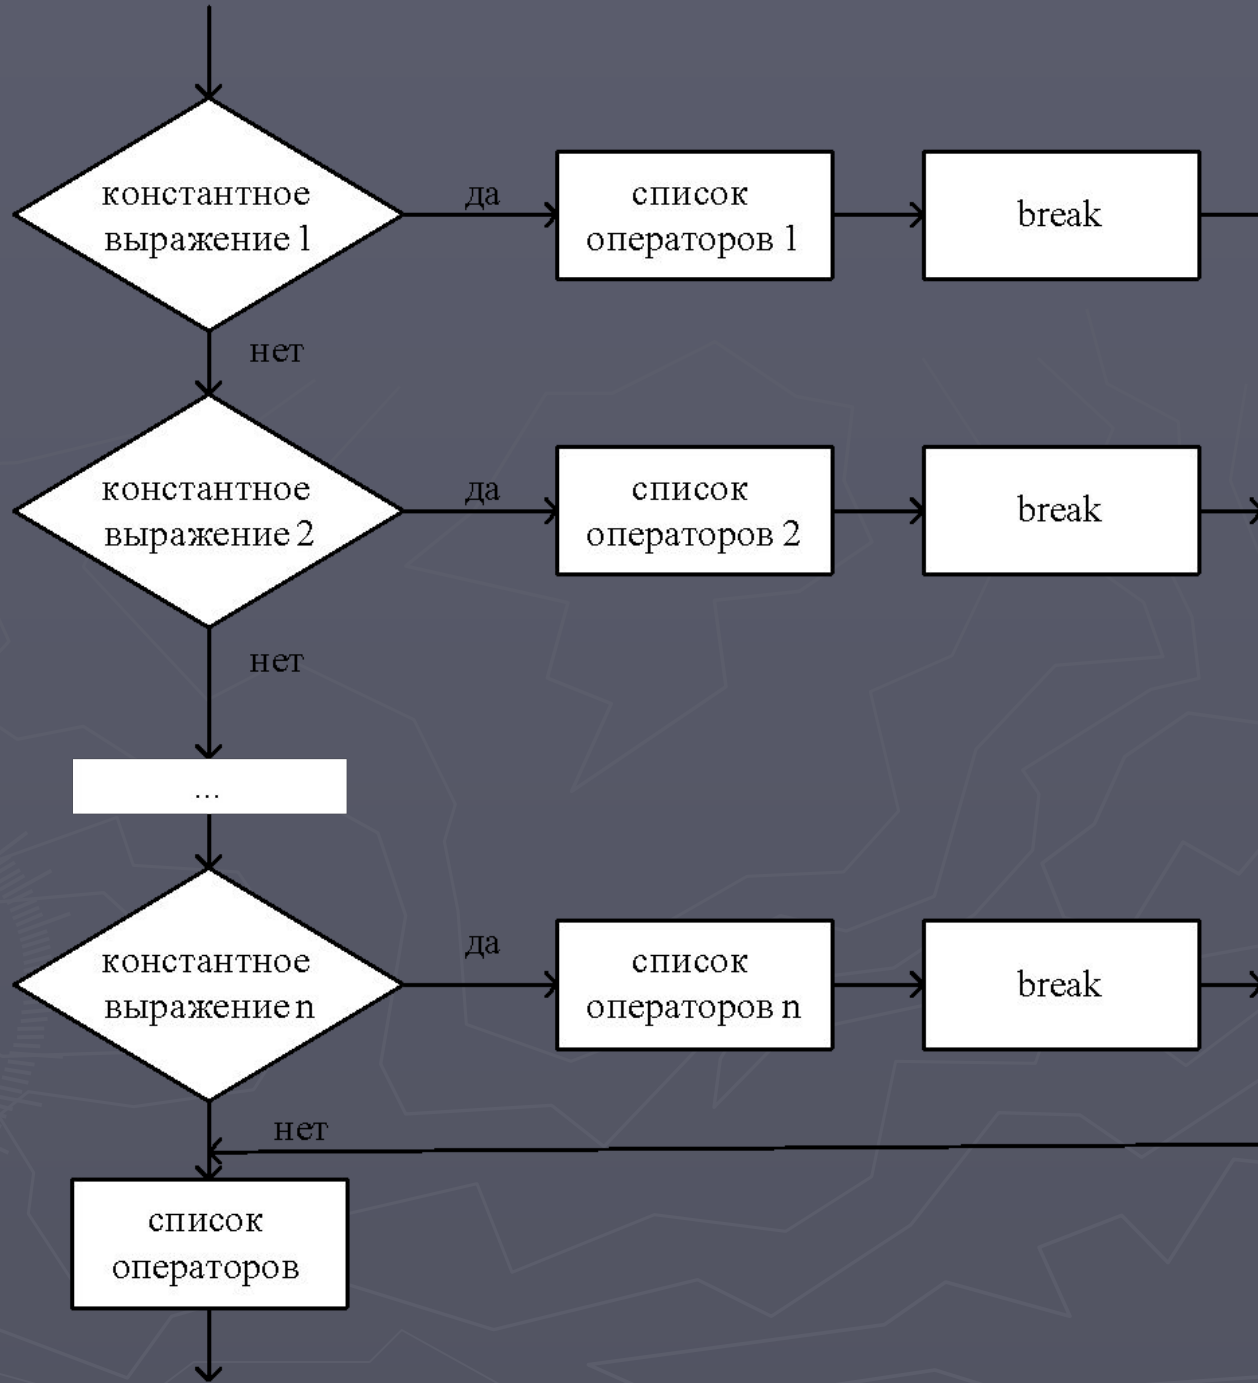 константное
выражение 1
да
список
операторов 1
break
нет
константное
выражение 2
да
список
операторов 2
break
нет
...
константное
выражение n
да
список
операторов n
break
нет
список
операторов